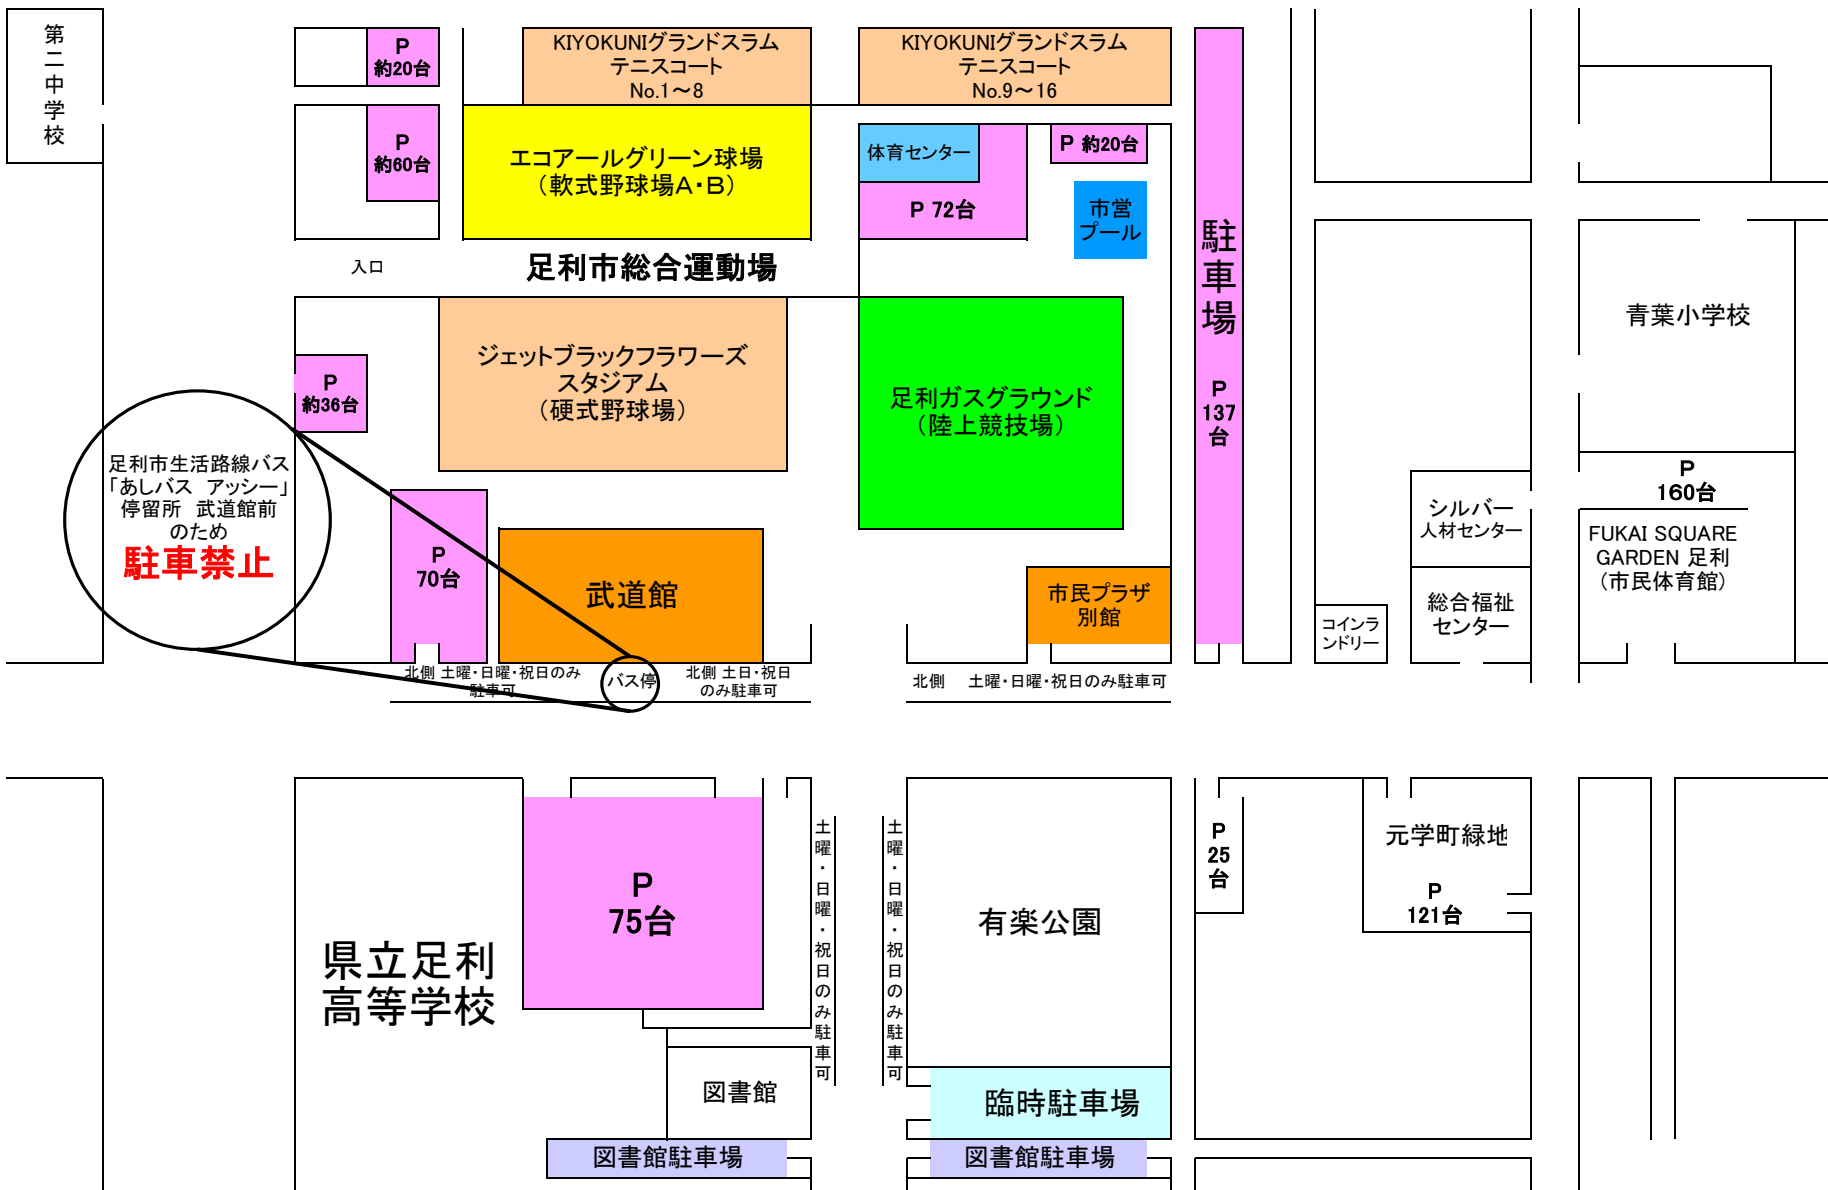 第
二
中
学
校
P
約20台
KIYOKUNIグランドスラム
テニスコート
No.1～8
KIYOKUNIグランドスラム
テニスコート
No.9～16
P
約60台
エコアールグリーン球場
（軟式野球場A・B）
体育センター
P 72台
P 約20台
市営
プール
駐
車
場
P
137
台
入口
足利市総合運動場
ジェットブラックフラワーズ
スタジアム
（硬式野球場）
足利ガスグラウンド
（陸上競技場）
青葉小学校
P
約36台
足利市生活路線バス
「あしバス アッシー」
停留所 武道館前
のため
駐車禁止
P
70台
武道館
市民プラザ
別館
コインラ
ンドリー
シルバー
人材センター
総合福祉
センター
P
160台
FUKAI SQUARE
GARDEN 足利
（市民体育館）
北側 土曜・日曜・祝日のみ
駐車可
バス停
北側 土日・祝日
のみ駐車可
北側 土曜・日曜・祝日のみ駐車可
県立足利
高等学校
P
75台
土曜・日曜・祝日のみ駐車可
土曜・日曜・祝日のみ駐車可
有楽公園
P
25
台
元学町緑地
P
121台
図書館
臨時駐車場
図書館駐車場
図書館駐車場